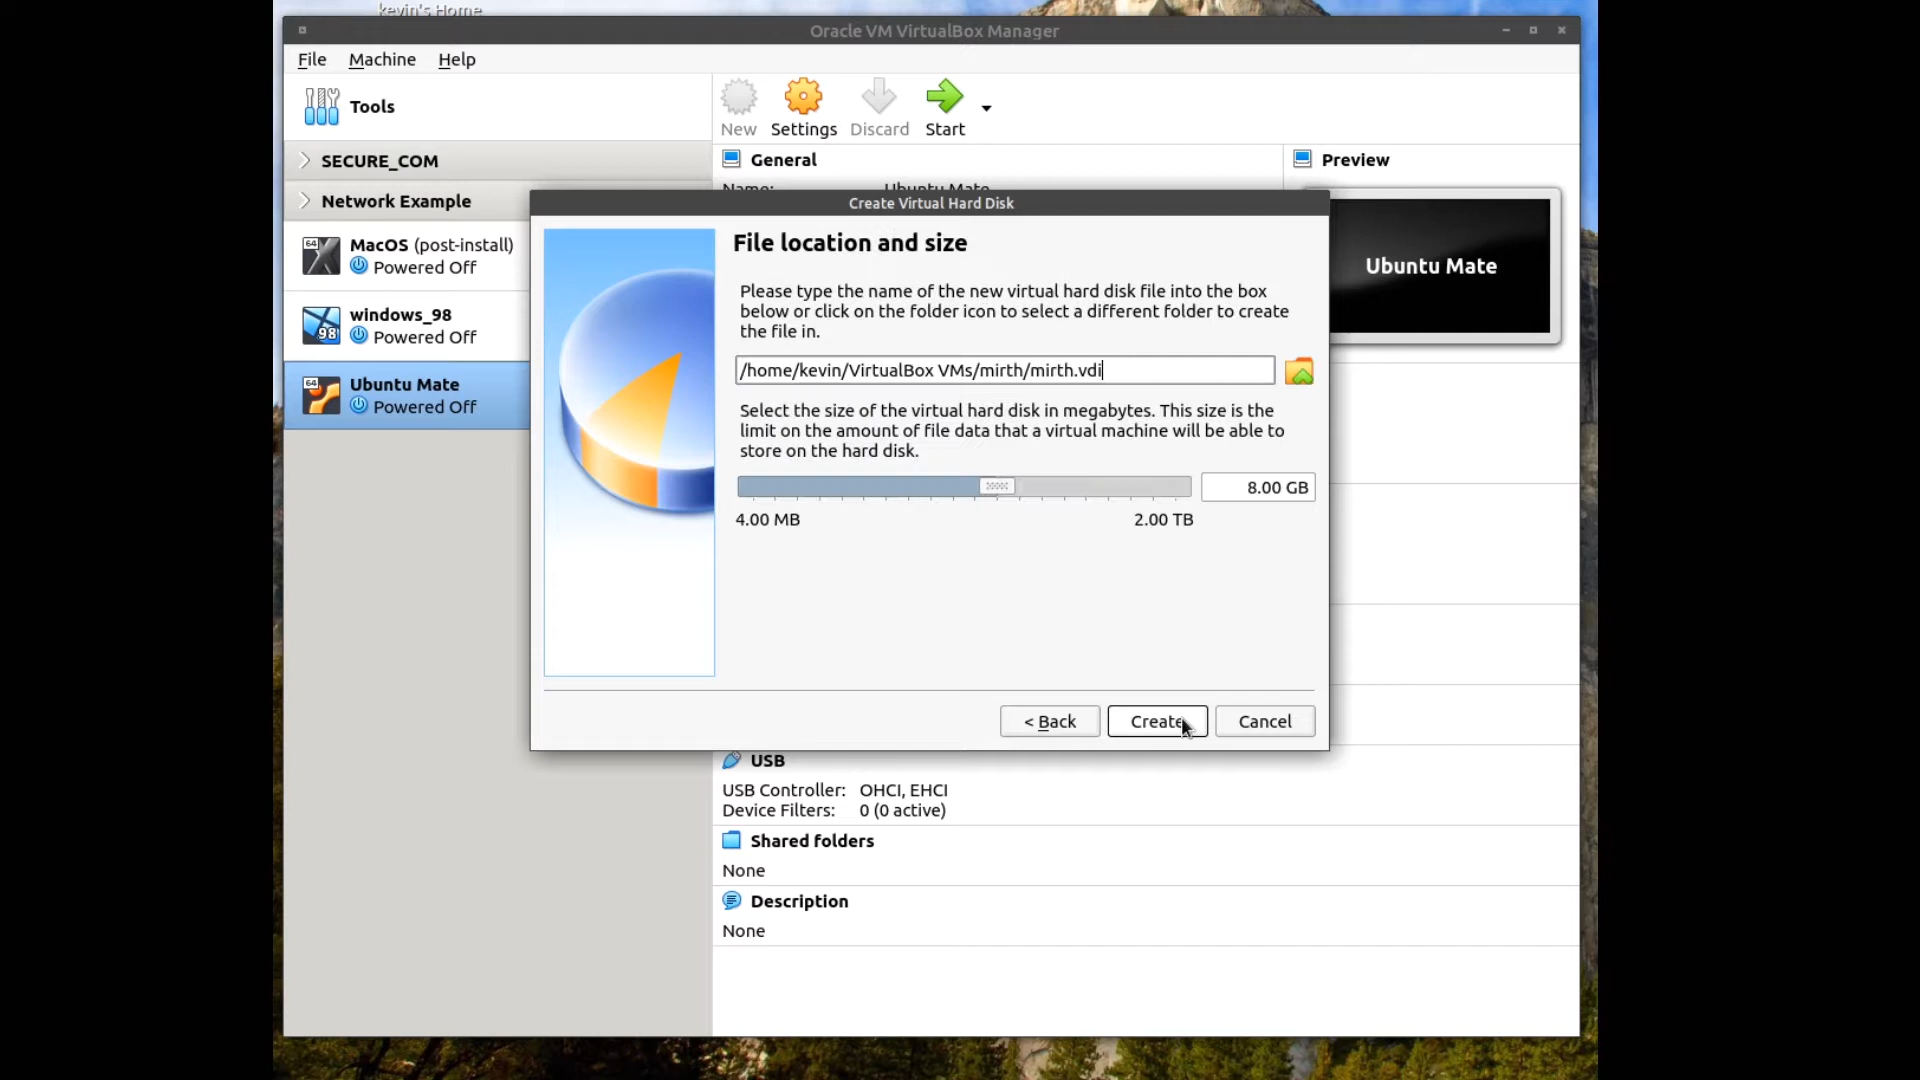 kevin's Home
Oracle VM VirtualBox Manager
File Machine Help
Tools
New Settings Discard Start
SECURE_COM
General
Preview
Name: Ubuntu Mate
Network Example
Create Virtual Hard Disk
MacOS (post-install)
Powered Off
windows_98
Powered Off
Ubuntu Mate
Powered Off
64
98
64
Ubuntu Mate
File location and size
Please type the name of the new virtual hard disk file into the box
below or click on the folder icon to select a different folder to create
the file in.
/home/kevin/VirtualBox VMs/mirth/mirth.vdi
Select the size of the virtual hard disk in megabytes. This size is the
limit on the amount of file data that a virtual machine will be able to
store on the hard disk.
8.00 GB
4.00 MB 2.00 TB
< Back Create Cancel
USB
USB Controller: OHCI, EHCI
Device Filters: 0 (0 active)
Shared folders
None
Description
None